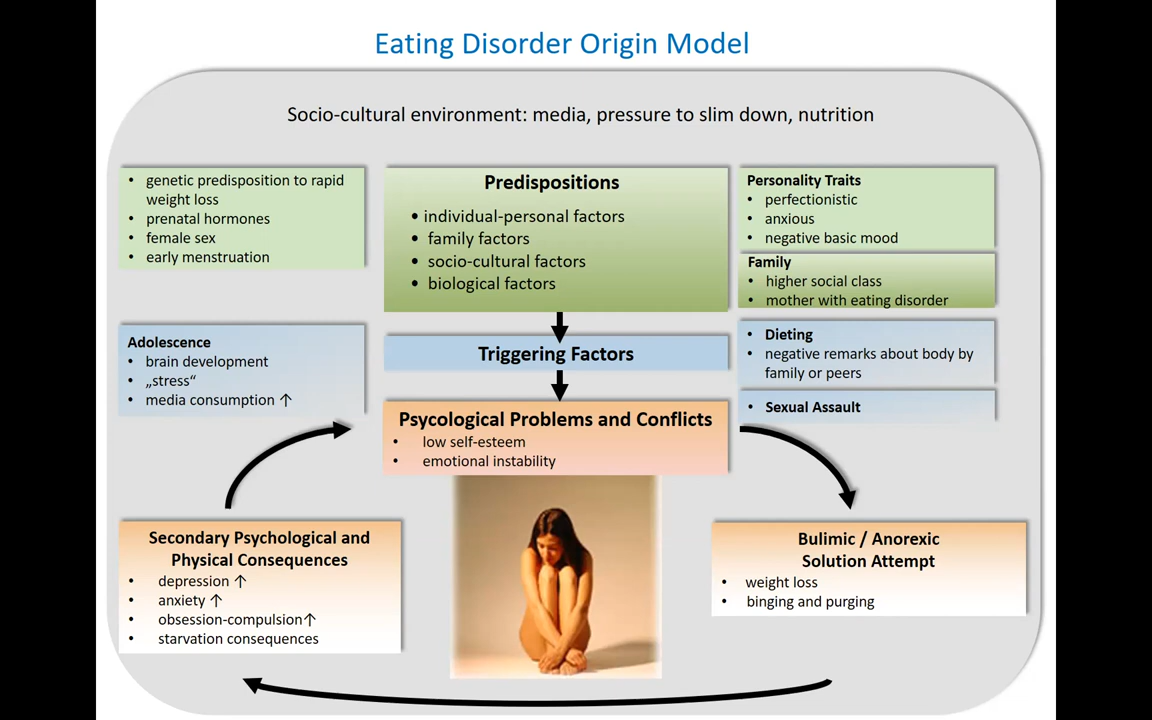 Eating Disorder Origin Model
Socio-cultural environment: media, pressure to slim down, nutrition
• genetic predisposition to rapid
weight loss
• prenatal hormones
• female sex
• early menstruation
Predispositions
• individual-personal factors
• family factors
• socio-cultural factors
• biological factors
Personality Traits
• perfectionistic
• anxious
• negative basic mood
Family
• higher social class
• mother with eating disorder
Adolescence
• brain development
• „stress“
• media consumption ↑
Triggering Factors
• Dieting
• negative remarks about body by
family or peers
• Sexual Assault
Psycological Problems and Conflicts
• low self-esteem
• emotional instability
Secondary Psychological and
Physical Consequences
• depression ↑
• anxiety ↑
• obsession-compulsion↑
• starvation consequences
Bulimic / Anorexic
Solution Attempt
• weight loss
• binging and purging